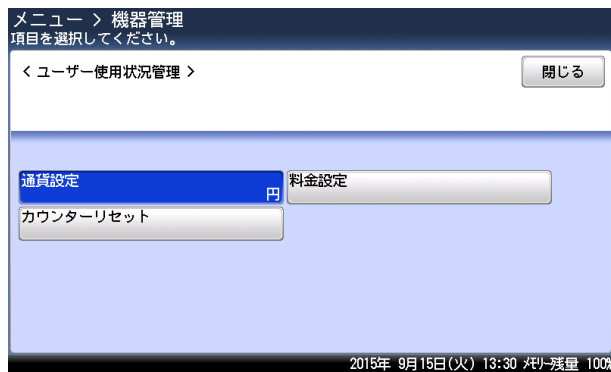 メニュー > 機器管理
項目を選択してください。
< ユーザー使用状況管理 >
閉じる
通貨設定
円
料金設定
カウンターリセット
2015年 9月15日(火) 13:30 メモリー残量 100%